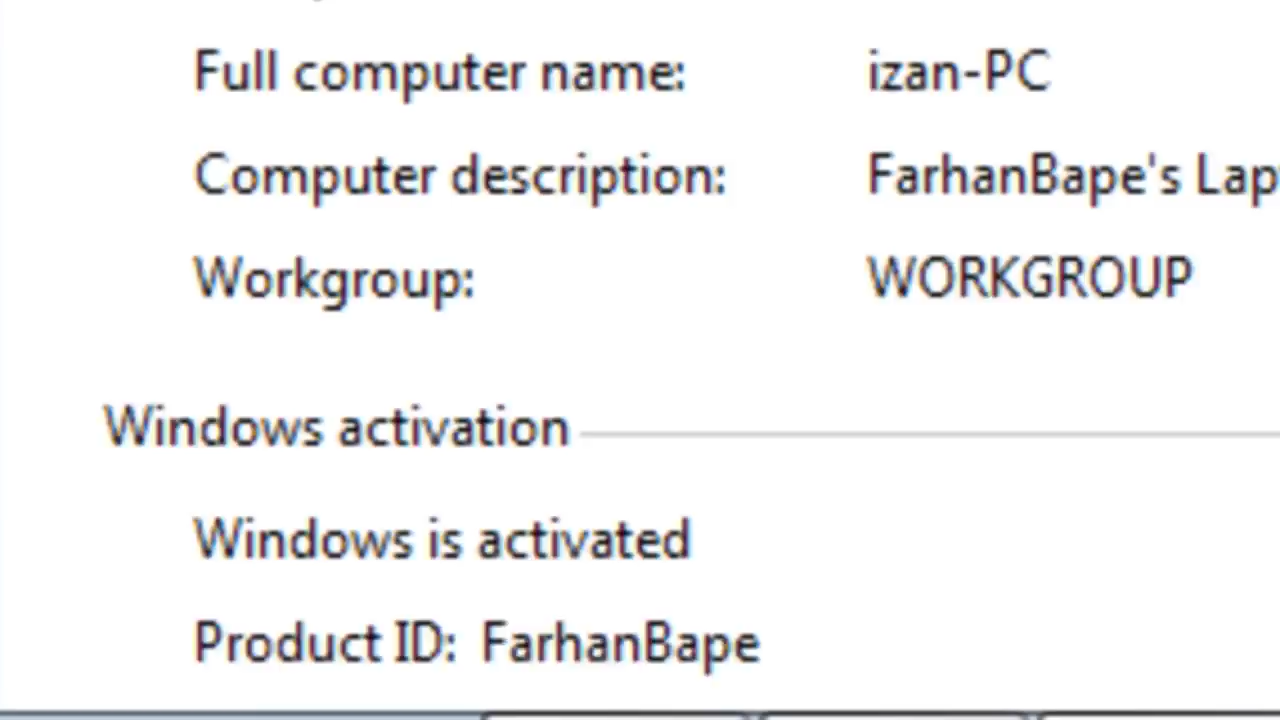 Full computer name: izan-PC
Computer description: FarhanBape's Lap
Workgroup: WORKGROUP
Windows activation
Windows is activated
Product ID: FarhanBape